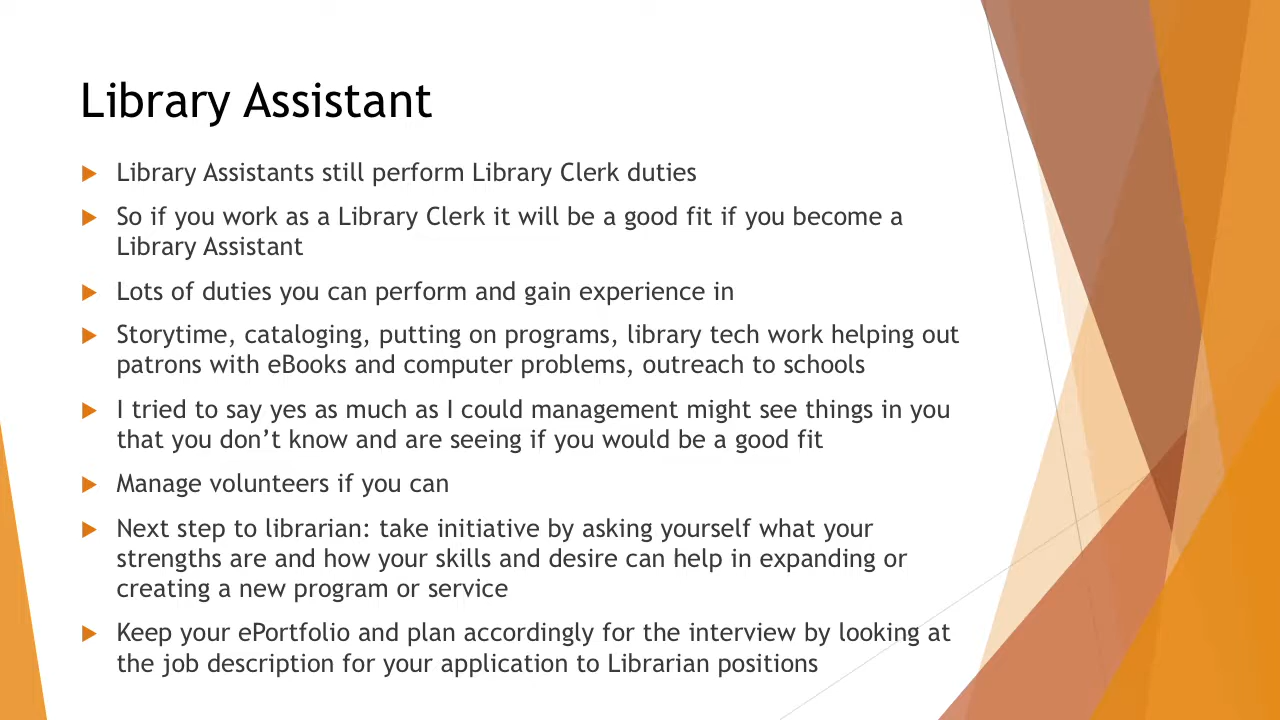 Library Assistant
Library Assistants still perform Library Clerk duties
So if you work as a Library Clerk it will be a good fit if you become a
Library Assistant
Lots of duties you can perform and gain experience in
Storytime, cataloging, putting on programs, library tech work helping out
patrons with eBooks and computer problems, outreach to schools
I tried to say yes as much as I could management might see things in you
that you don’t know and are seeing if you would be a good fit
Manage volunteers if you can
Next step to librarian: take initiative by asking yourself what your
strengths are and how your skills and desire can help in expanding or
creating a new program or service
Keep your ePortfolio and plan accordingly for the interview by looking at
the job description for your application to Librarian positions